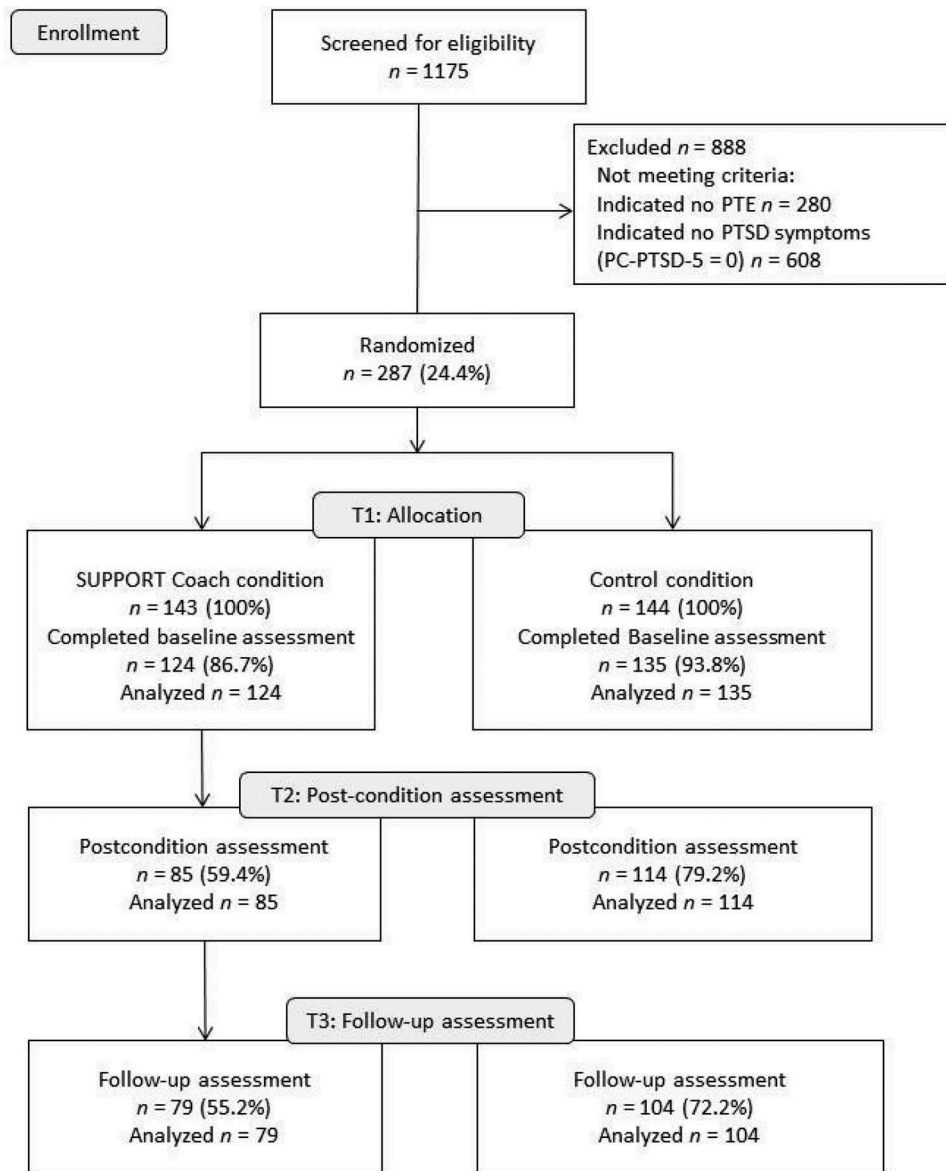 Enrollment
Screened for eligibility
n = 1175
Excluded n = 888
Not meeting criteria:
Indicated no PTE n = 280
Indicated no PTSD symptoms
(PC-PTSD-5 = 0) n = 608
Randomized
n = 287 (24.4%)
T1: Allocation
SUPPORT Coach condition
n = 143 (100%)
Completed baseline assessment
n = 124 (86.7%)
Analyzed n = 124
Control condition
n = 144 (100%)
Completed Baseline assessment
n = 135 (93.8%)
Analyzed n = 135
T2: Post-condition assessment
Postcondition assessment
n = 85 (59.4%)
Analyzed n = 85
Postcondition assessment
n = 114 (79.2%)
Analyzed n = 114
T3: Follow-up assessment
Follow-up assessment
n = 79 (55.2%)
Analyzed n = 79
Follow-up assessment
n = 104 (72.2%)
Analyzed n = 104